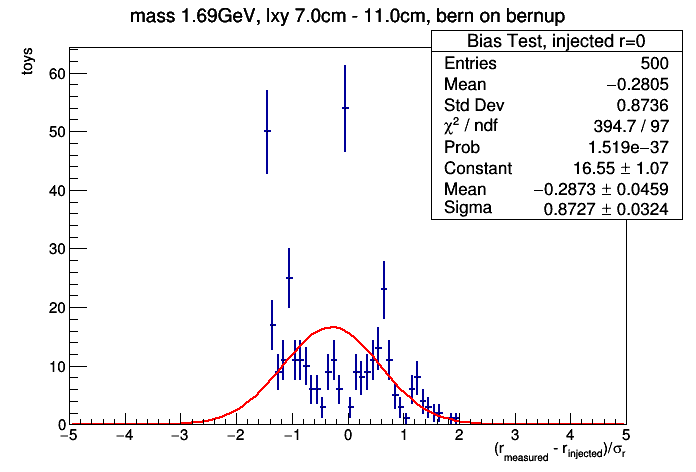 mass 1.69GeV, lxy 7.0cm - 11.0cm, bern on bernup
Bias Test, injected r=0
Entries 500
Mean −0.2805
Std Dev 0.8736
χ² / ndf 394.7 / 97
Prob 1.519e−37
Constant 16.55 ± 1.07
Mean −0.2873 ± 0.0459
Sigma 0.8727 ± 0.0324
toys
60
50
40
30
20
10
0
−5 −4 −3 −2 −1 0 1 2 3 4 5
(r_measured - r_injected)/σ_r